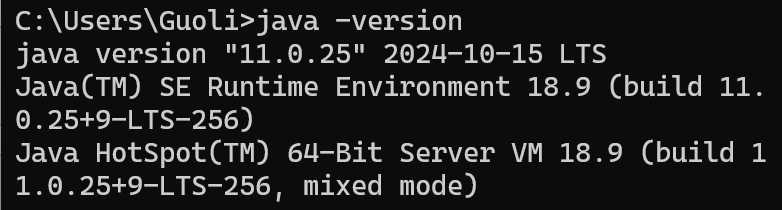 C:\Users\Guoli>java -version
java version "11.0.25" 2024-10-15 LTS
Java(TM) SE Runtime Environment 18.9 (build 11.
0.25+9-LTS-256)
Java HotSpot(TM) 64-Bit Server VM 18.9 (build 1
1.0.25+9-LTS-256, mixed mode)